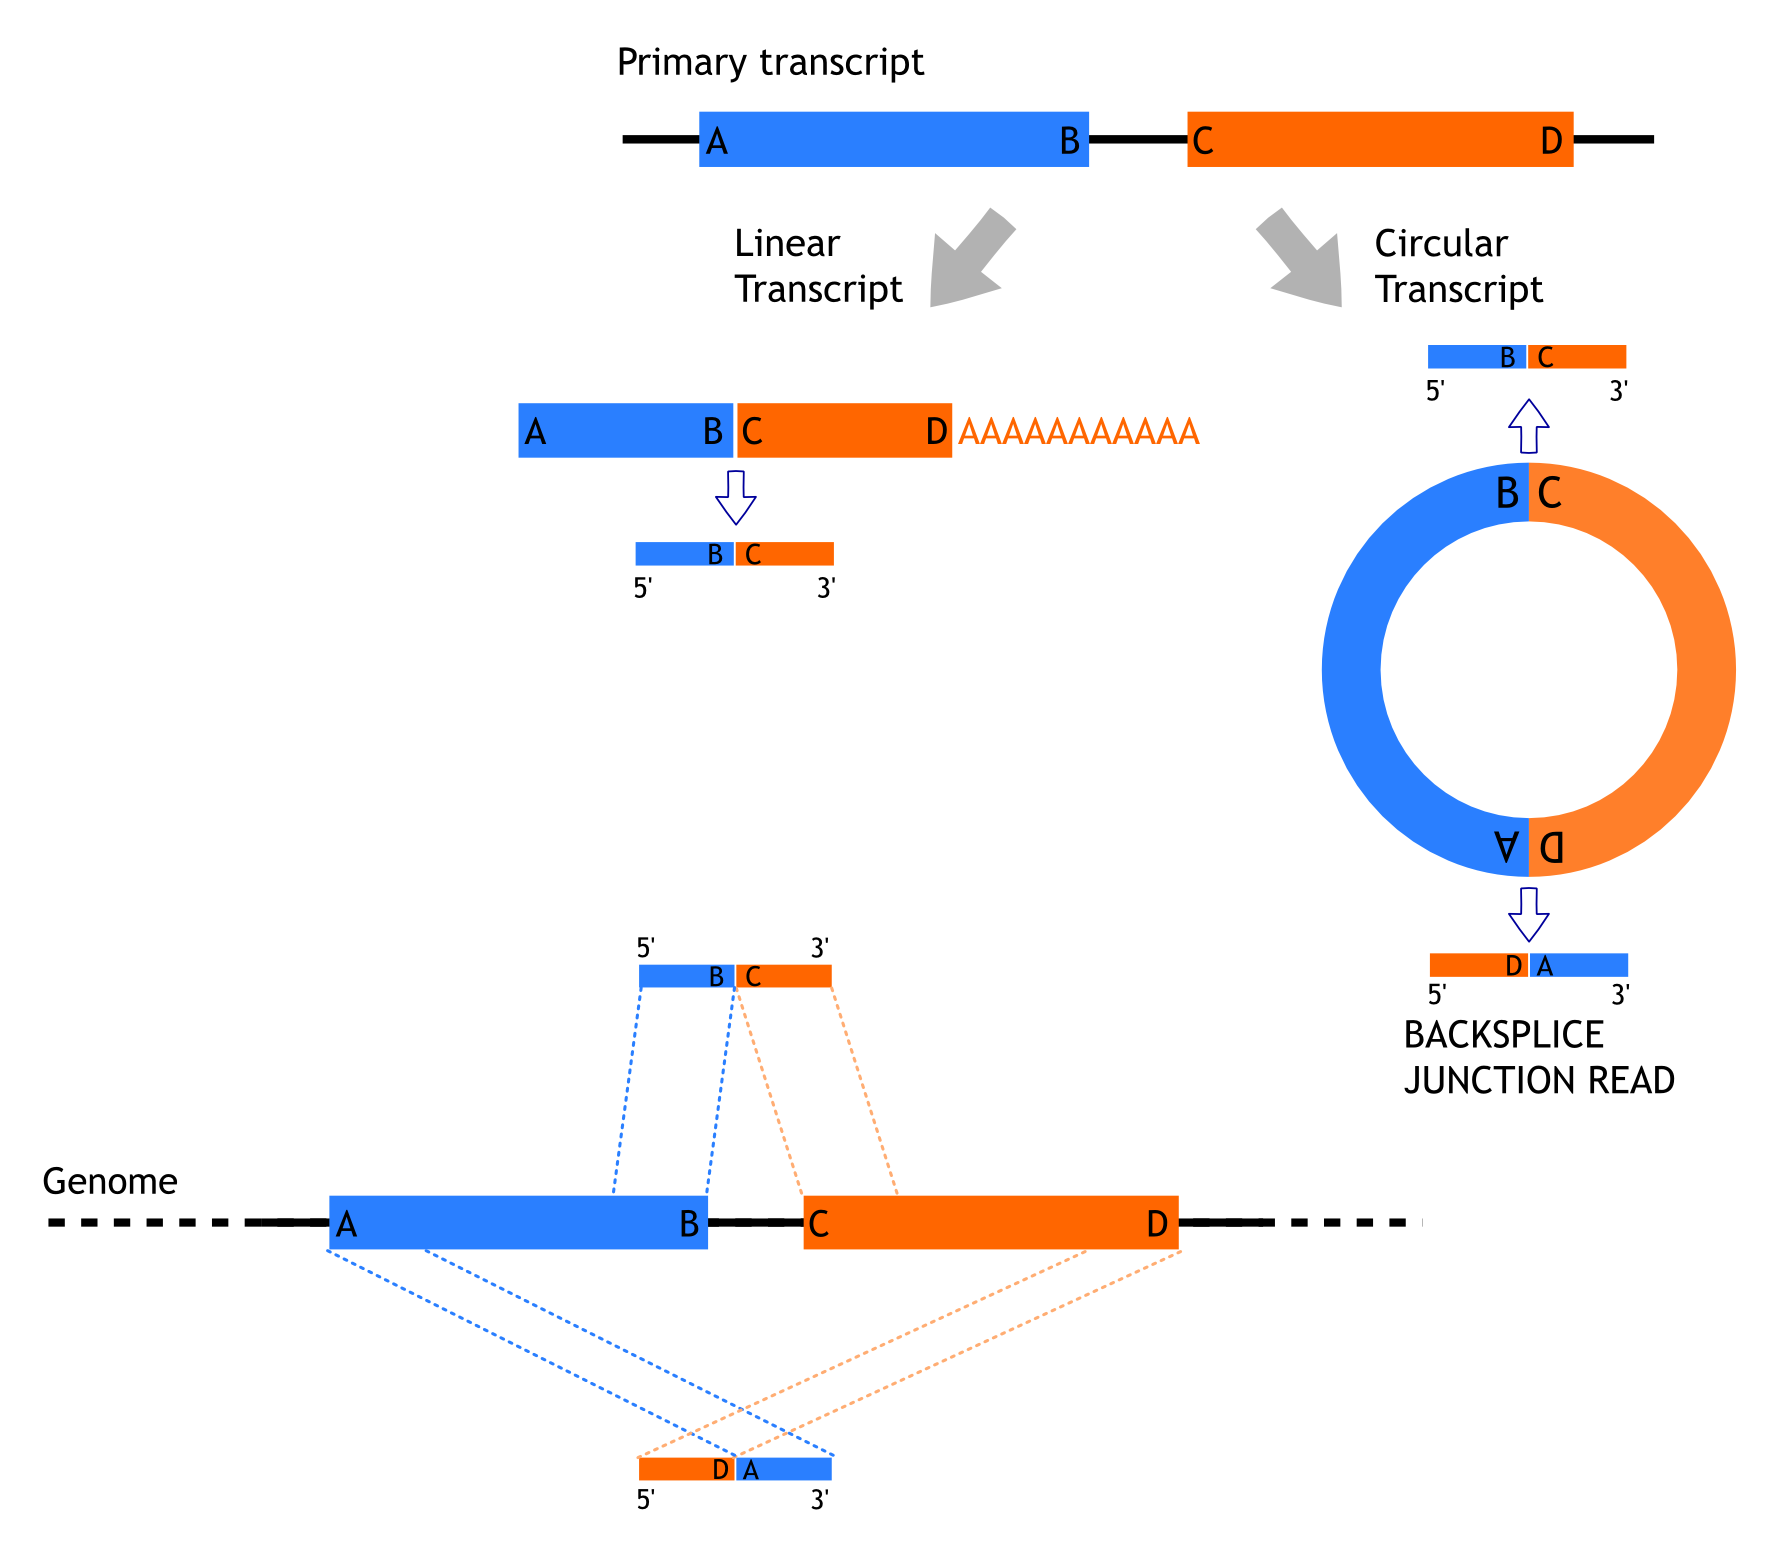 Primary transcript
A B C D
Linear
Transcript
Circular
Transcript
B C
5' 3'
A B C D AAAAAAAAAAA
B C
5' 3'
B C
A D
D A
5' 3'
BACKSPLICE
JUNCTION READ
5' 3'
B C
Genome
A B C D
D A
5' 3'